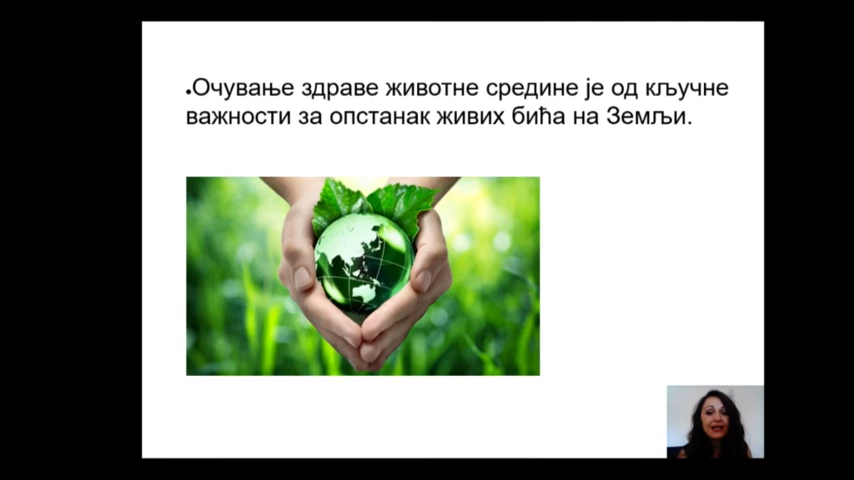 •Очување здраве животне средине је од кључне
важности за опстанак живих бића на Земљи.